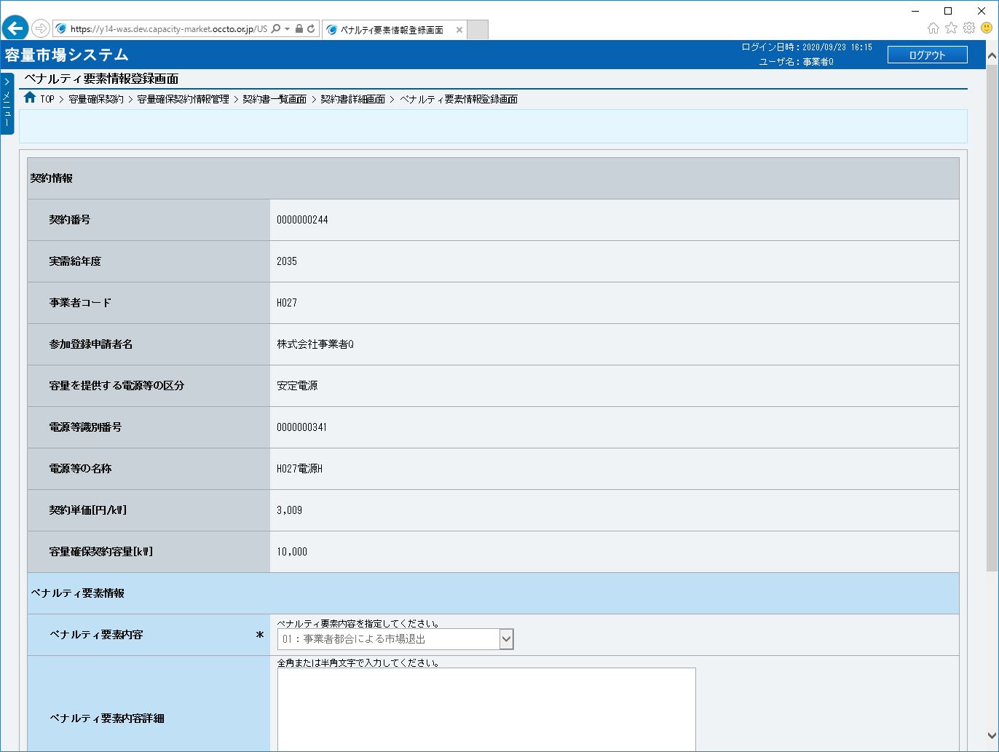 https://y14-was.dev.capacity-market.occto.or.jp/US
ペナルティ要素情報登録画面
容量市場システム
ログイン日時：2020/09/23 16:15
ユーザ名：事業者Q
ログアウト
メニュー
ペナルティ要素情報登録画面
TOP > 容量確保契約 > 容量確保契約情報管理 > 契約書一覧画面 > 契約書詳細画面 > ペナルティ要素情報登録画面
契約情報
契約番号 0000000244
実需給年度 2035
事業者コード H027
参加登録申請者名 株式会社事業者Q
容量を提供する電源等の区分 安定電源
電源等識別番号 0000000341
電源等の名称 H027電源H
契約単価[円/kW] 3,009
容量確保契約容量[kW] 10,000
ペナルティ要素情報
ペナルティ要素内容 * ペナルティ要素内容を指定してください。
01：事業者都合による市場退出
全角または半角文字で入力してください。
ペナルティ要素内容詳細